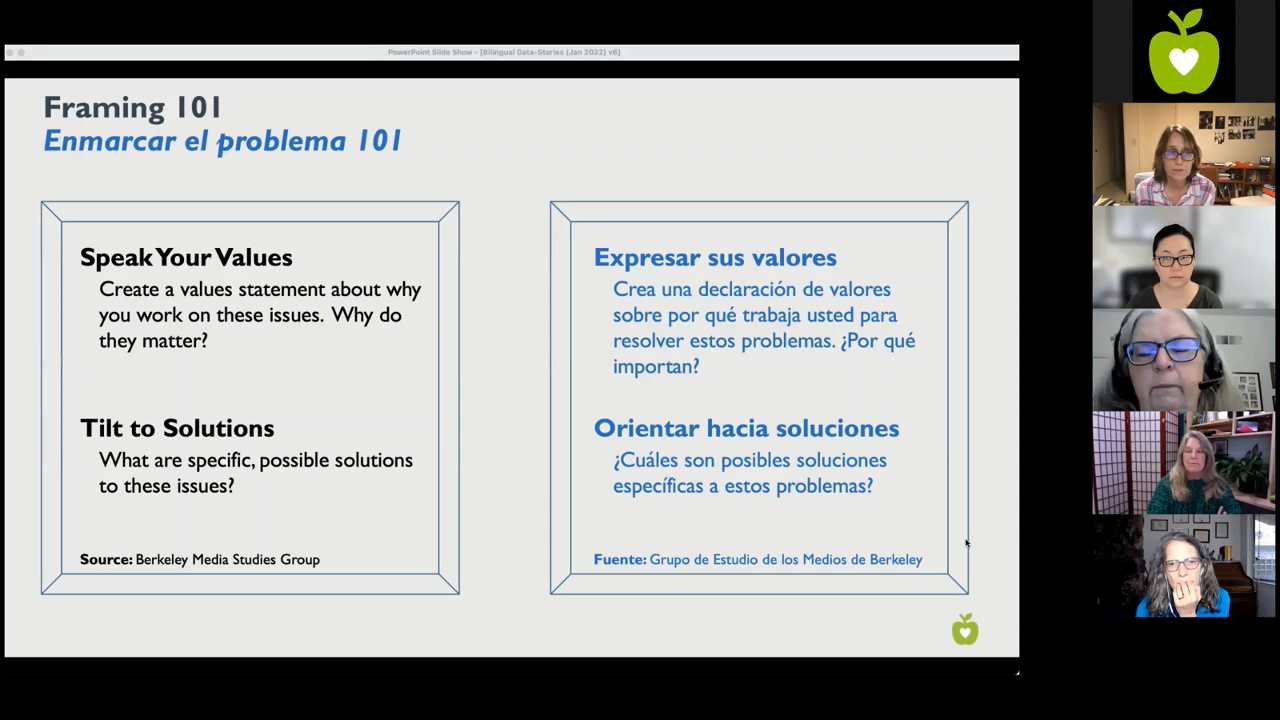 PowerPoint Slide Show - [Bilingual Data-Stories (Jan 2022) v6]
Framing 101
Enmarcar el problema 101
Speak Your Values
Create a values statement about why
you work on these issues. Why do
they matter?
Tilt to Solutions
What are specific, possible solutions
to these issues?
Source: Berkeley Media Studies Group
Expresar sus valores
Crea una declaración de valores
sobre por qué trabaja usted para
resolver estos problemas. ¿Por qué
importan?
Orientar hacia soluciones
¿Cuáles son posibles soluciones
específicas a estos problemas?
Fuente: Grupo de Estudio de los Medios de Berkeley